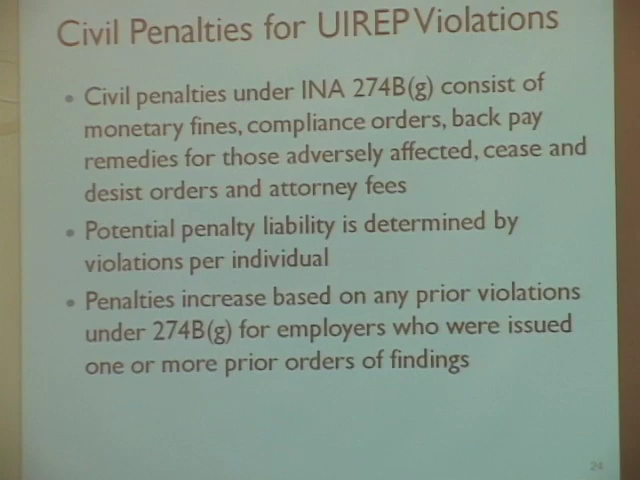 Civil Penalties for UIREP Violations
• Civil penalties under INA 274B(g) consist of
monetary fines, compliance orders, back pay
remedies for those adversely affected, cease and
desist orders and attorney fees
• Potential penalty liability is determined by
violations per individual
• Penalties increase based on any prior violations
under 274B(g) for employers who were issued
one or more prior orders of findings
24